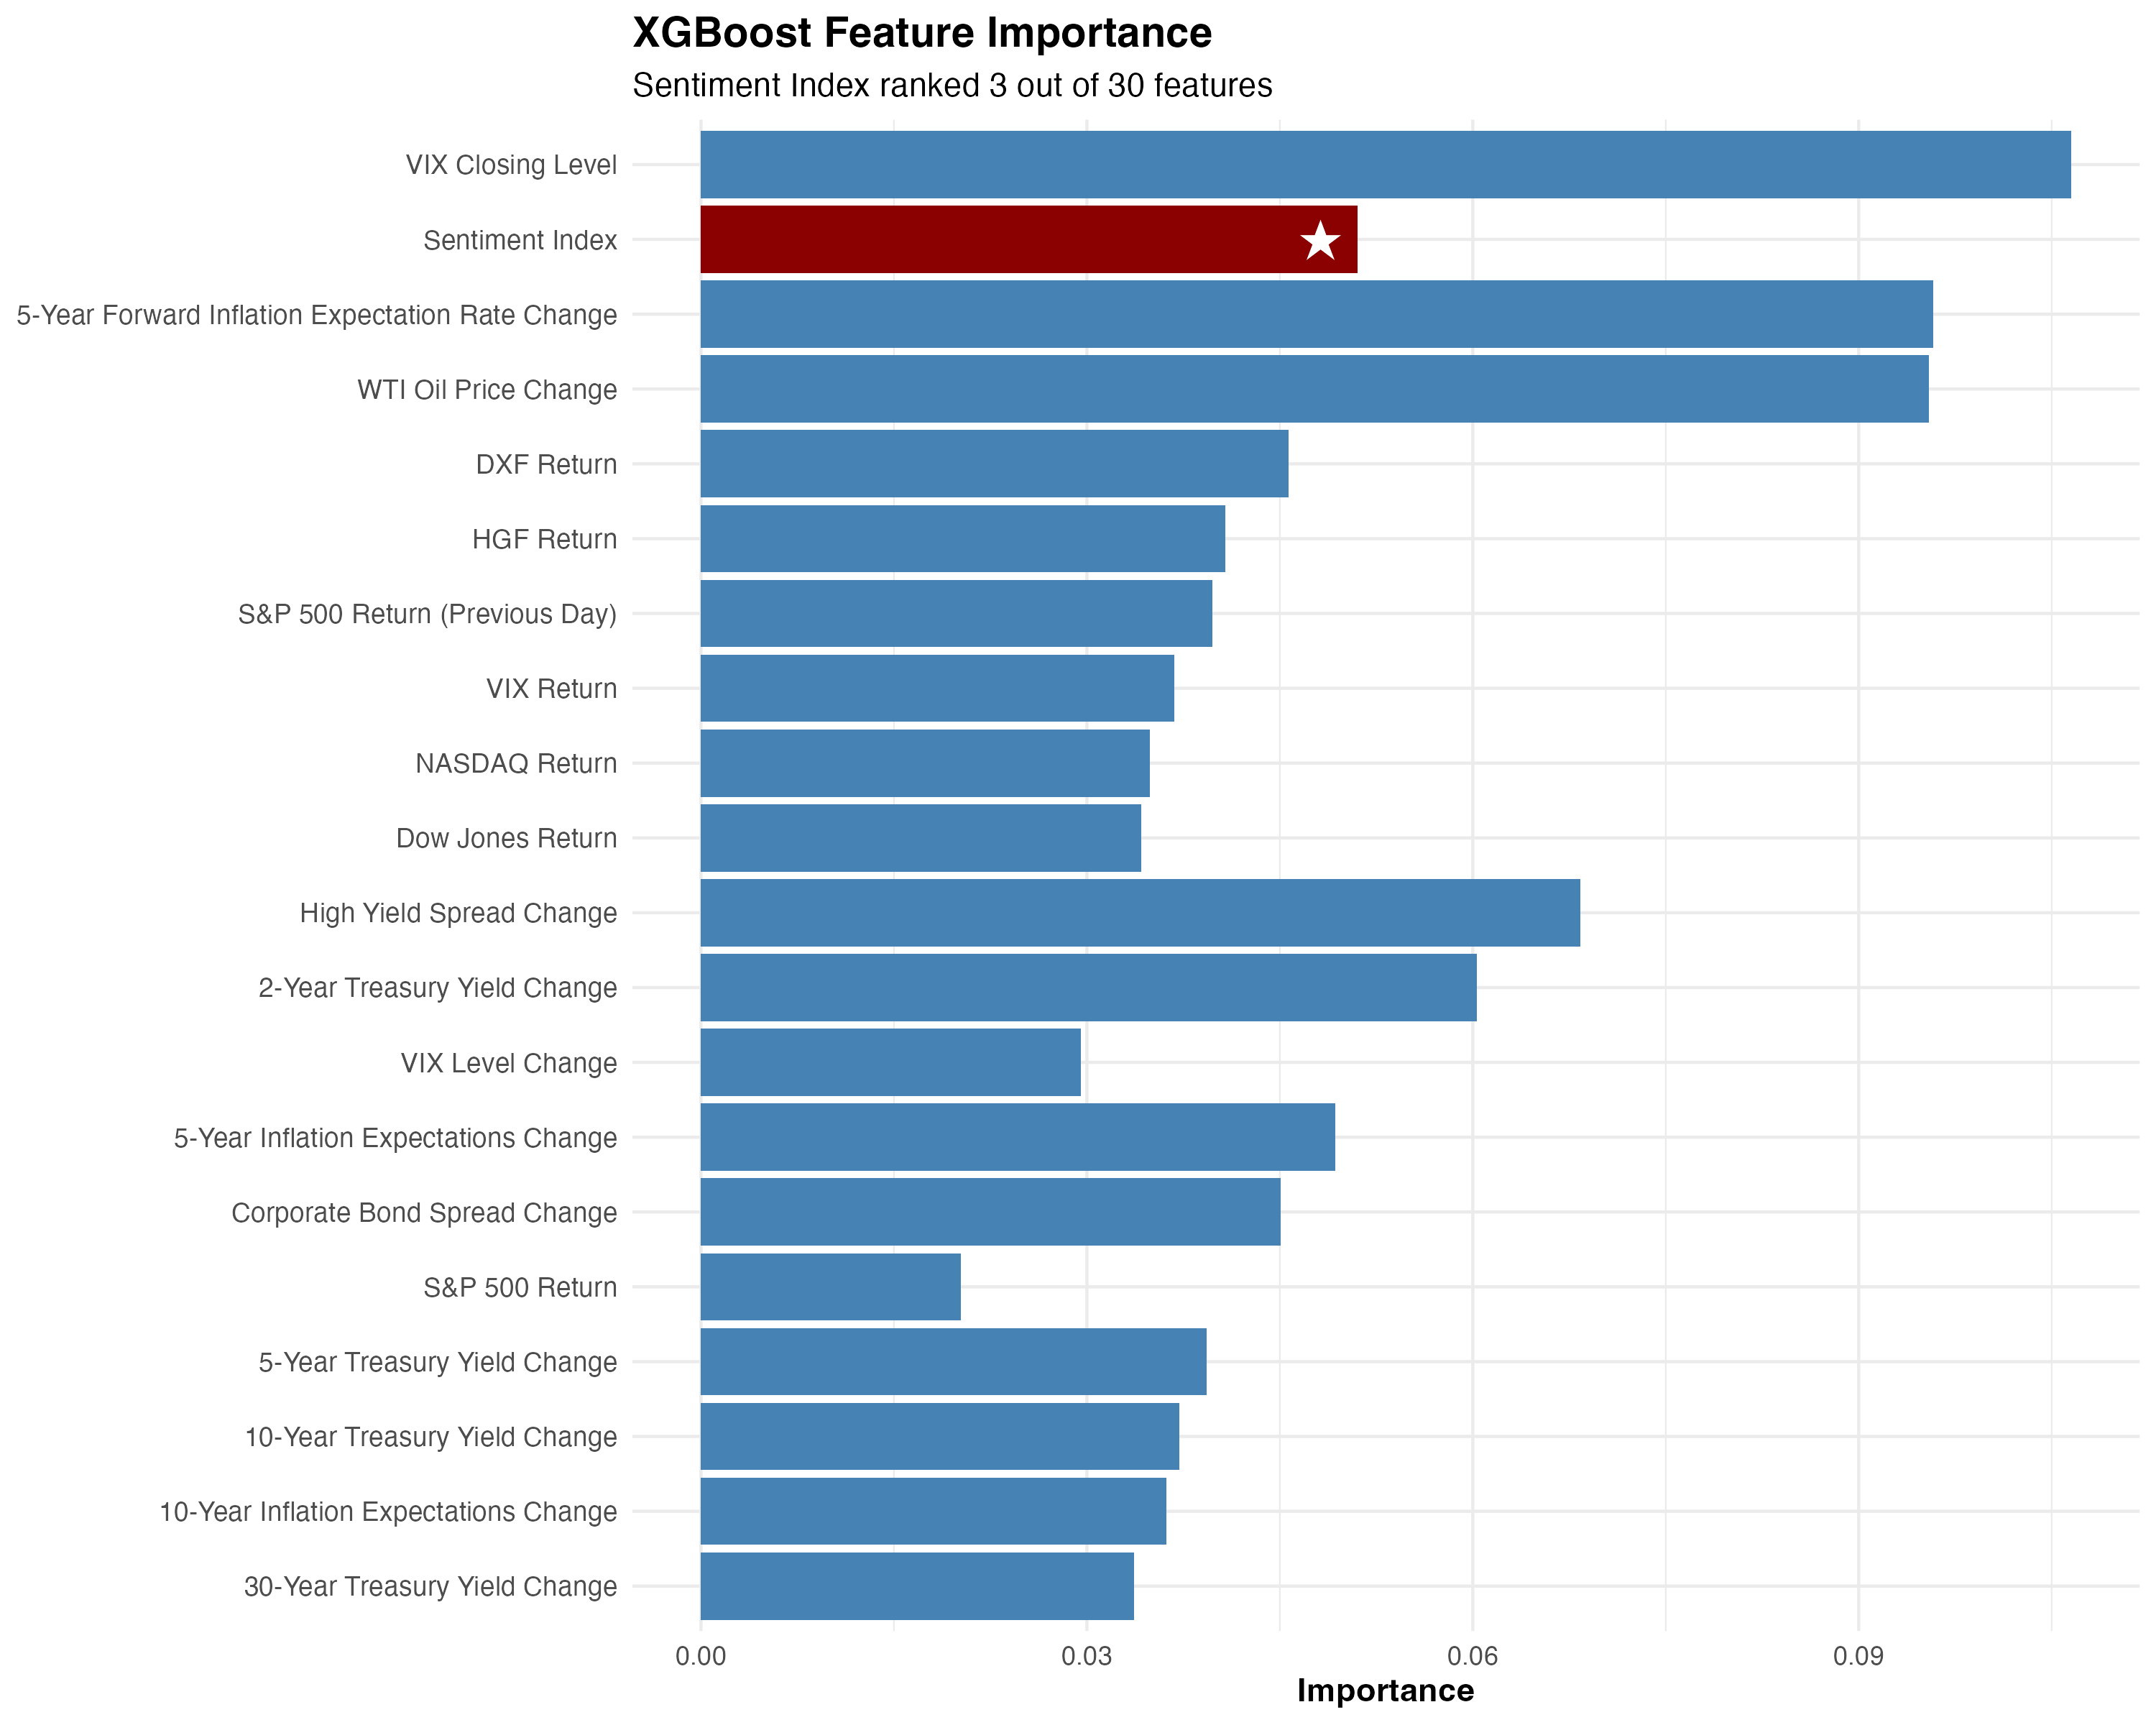 XGBoost Feature Importance
Sentiment Index ranked 3 out of 30 features
VIX Closing Level
Sentiment Index
5-Year Forward Inflation Expectation Rate Change
WTI Oil Price Change
DXF Return
HGF Return
S&P 500 Return (Previous Day)
VIX Return
NASDAQ Return
Dow Jones Return
High Yield Spread Change
2-Year Treasury Yield Change
VIX Level Change
5-Year Inflation Expectations Change
Corporate Bond Spread Change
S&P 500 Return
5-Year Treasury Yield Change
10-Year Treasury Yield Change
10-Year Inflation Expectations Change
30-Year Treasury Yield Change
0.00 0.03 0.06 0.09
Importance